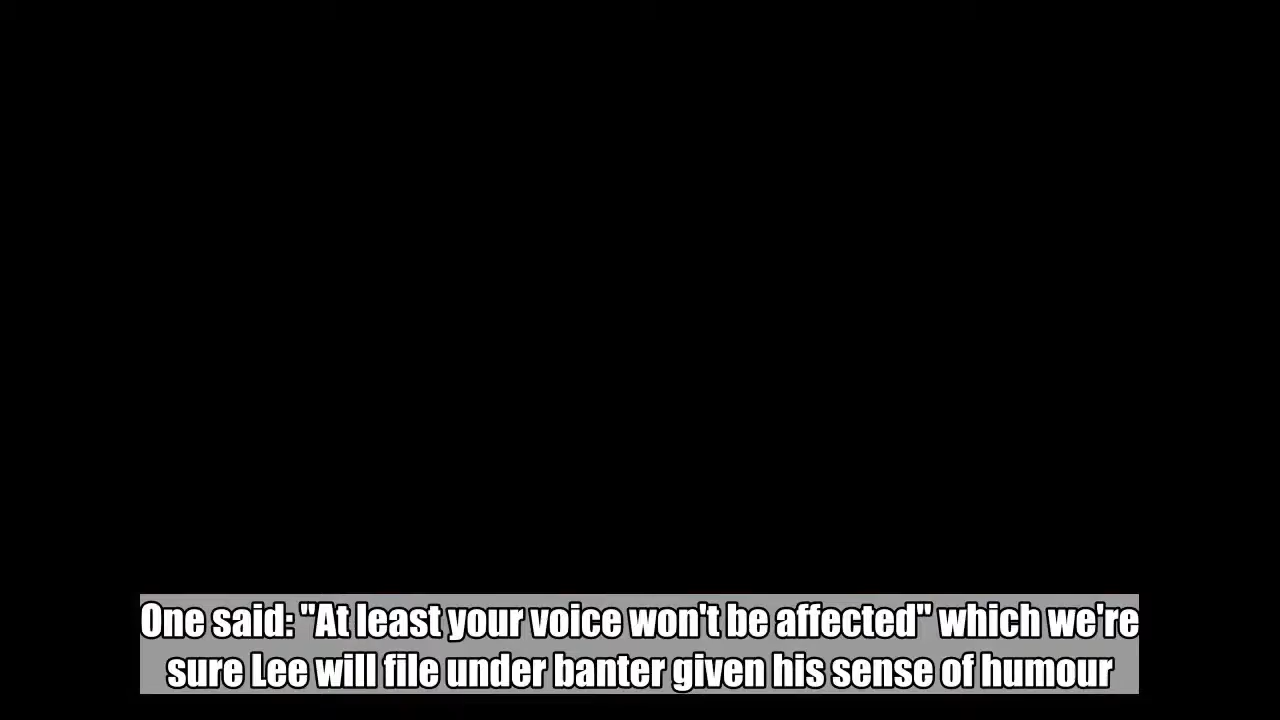 One said: "At least your voice won't be affected" which we're
sure Lee will file under banter given his sense of humour